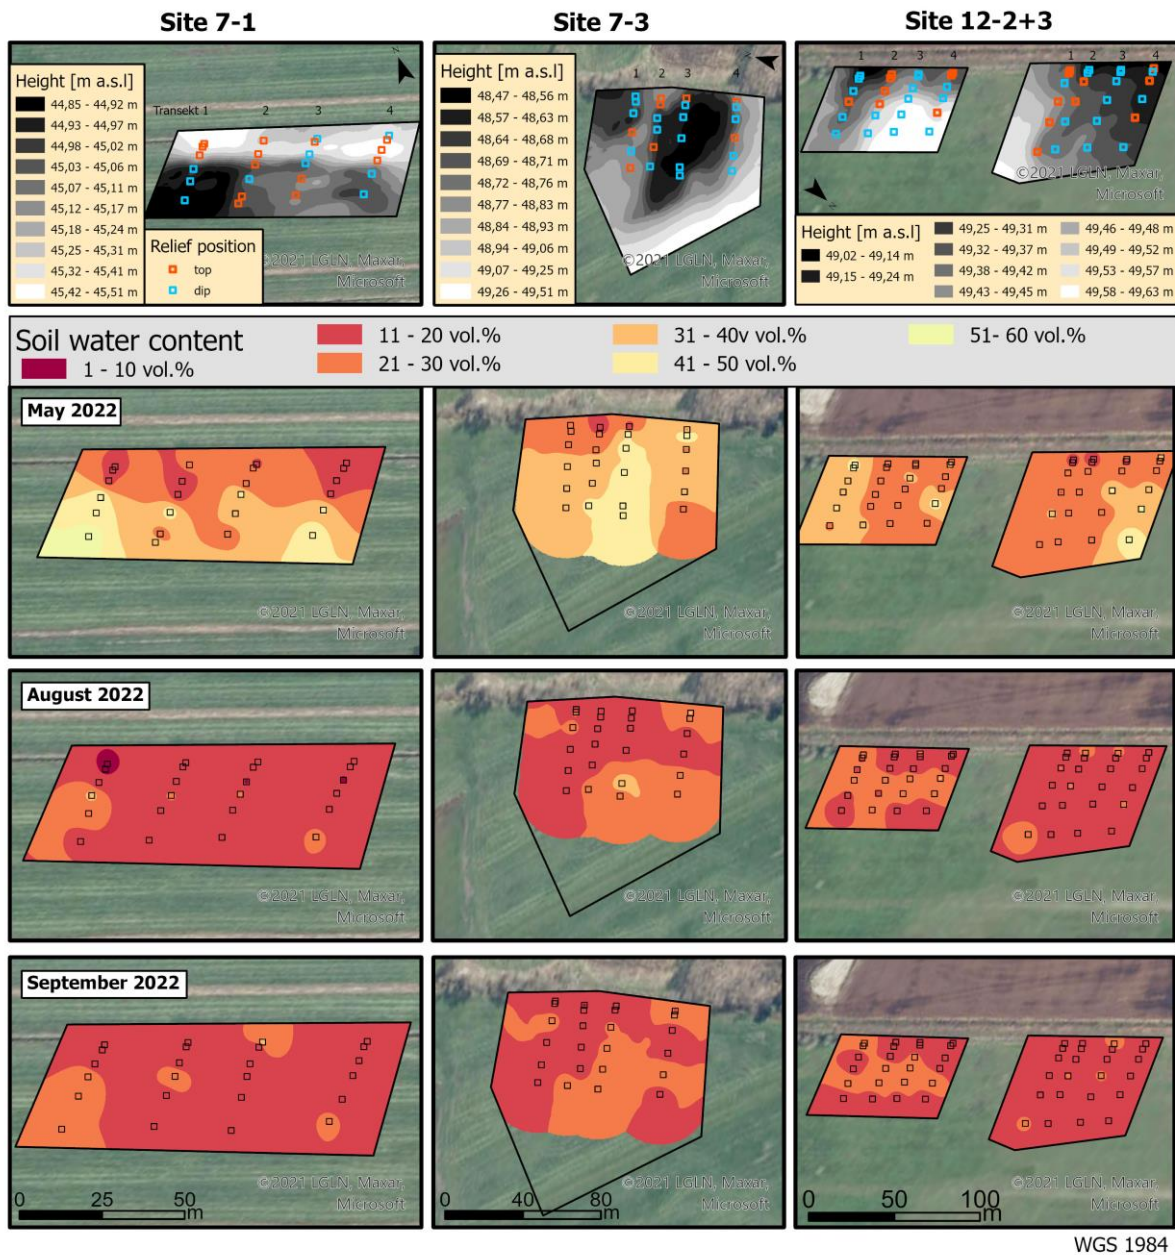 Site 7-1
Site 7-3
Site 12-2+3
Height [m a.s.l]
44,85 - 44,92 m
44,93 - 44,97 m
44,98 - 45,02 m
45,03 - 45,06 m
45,07 - 45,11 m
45,12 - 45,17 m
45,18 - 45,24 m
45,25 - 45,31 m
45,32 - 45,41 m
45,42 - 45,51 m
Transekt 1
2
3
4
Relief position
top
dip
©2021 LGLN, Maxar,
Microsoft
Height [m a.s.l]
48,47 - 48,56 m
48,57 - 48,63 m
48,64 - 48,68 m
48,69 - 48,71 m
48,72 - 48,76 m
48,77 - 48,83 m
48,84 - 48,93 m
48,94 - 49,06 m
49,07 - 49,25 m
49,26 - 49,51 m
1
2
3
4
©2021 LGLN, Maxar,
Microsoft
1 2 3 4
1 2 3 4
©2021 LGLN, Maxar,
Microsoft
Height [m a.s.l]
49,02 - 49,14 m
49,15 - 49,24 m
49,25 - 49,31 m
49,32 - 49,37 m
49,38 - 49,42 m
49,43 - 49,45 m
49,46 - 49,48 m
49,49 - 49,52 m
49,53 - 49,57 m
49,58 - 49,63 m
Soil water content
1 - 10 vol.%
11 - 20 vol.%
21 - 30 vol.%
31 - 40v vol.%
41 - 50 vol.%
51- 60 vol.%
May 2022
©2021 LGLN, Maxar,
Microsoft
©2021 LGLN, Maxar,
Microsoft
©2021 LGLN, Maxar,
Microsoft
August 2022
©2021 LGLN, Maxar,
Microsoft
©2021 LGLN, Maxar,
Microsoft
©2021 LGLN, Maxar,
Microsoft
September 2022
©2021 LGLN, Maxar,
Microsoft
0 25 50
m
©2021 LGLN, Maxar,
Microsoft
0 40 80
m
©2021 LGLN, Maxar,
Microsoft
0 50 100
m
WGS 1984